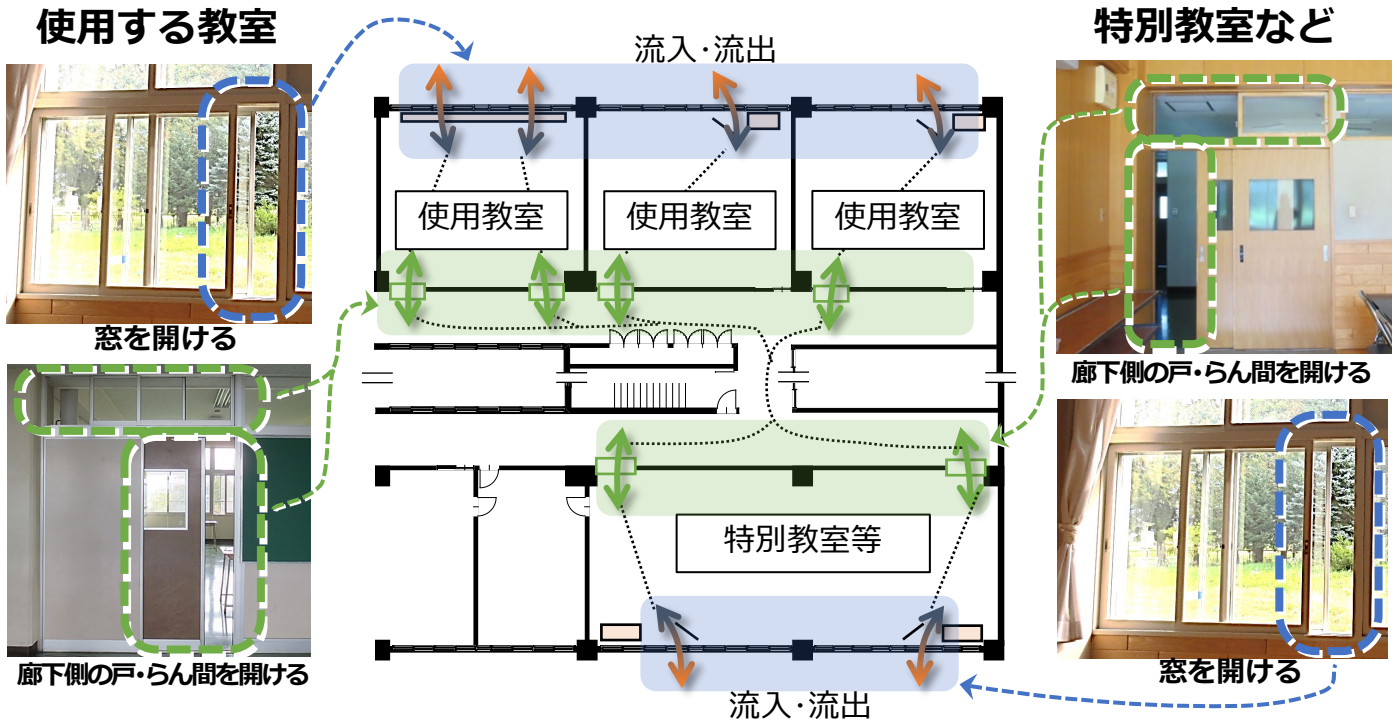 使用する教室
特別教室など
流入・流出
使用教室
使用教室
使用教室
窓を開ける
廊下側の戸・らん間を開ける
特別教室等
廊下側の戸・らん間を開ける
窓を開ける
流入・流出